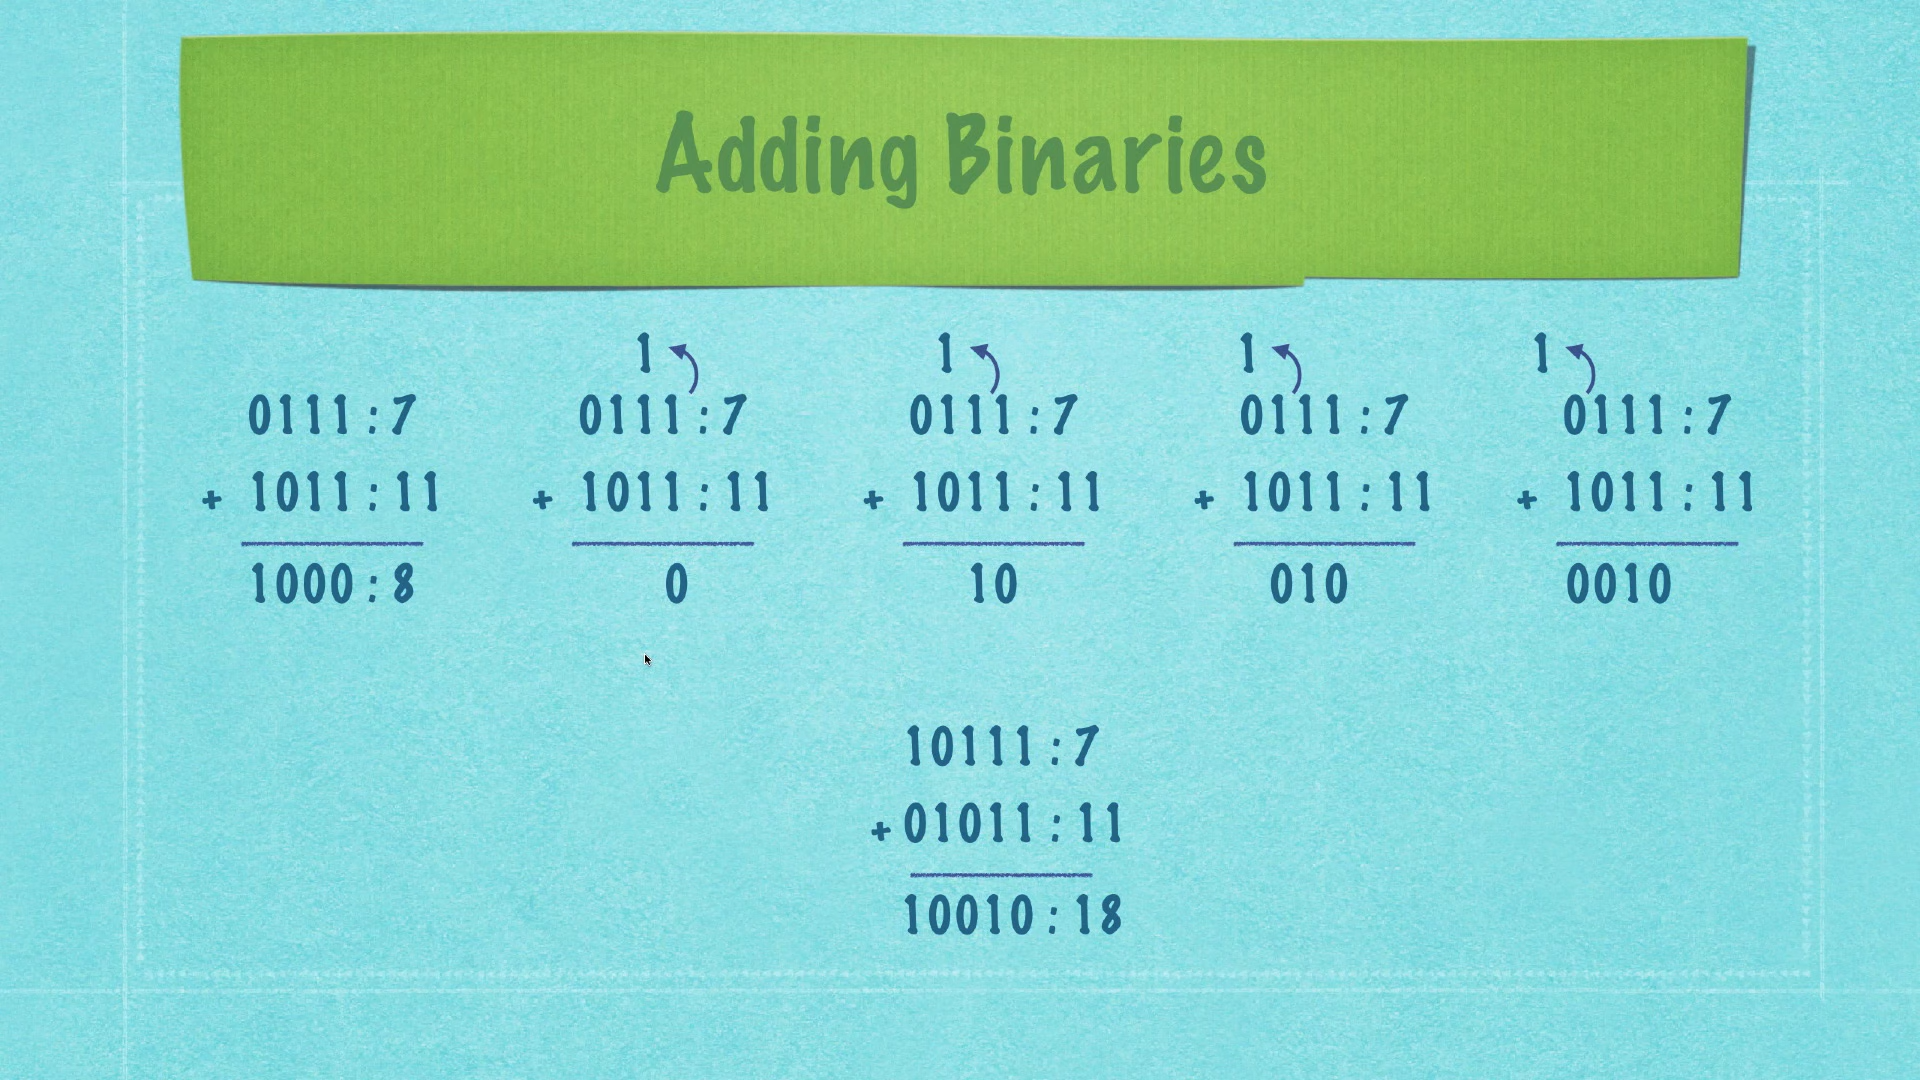 Adding Binaries
0111 : 7
+ 1011 : 11
1000 : 8
1
0111 : 7
+ 1011 : 11
0
1
0111 : 7
+ 1011 : 11
10
1
0111 : 7
+ 1011 : 11
010
1
0111 : 7
+ 1011 : 11
0010
10111 : 7
+ 01011 : 11
10010 : 18